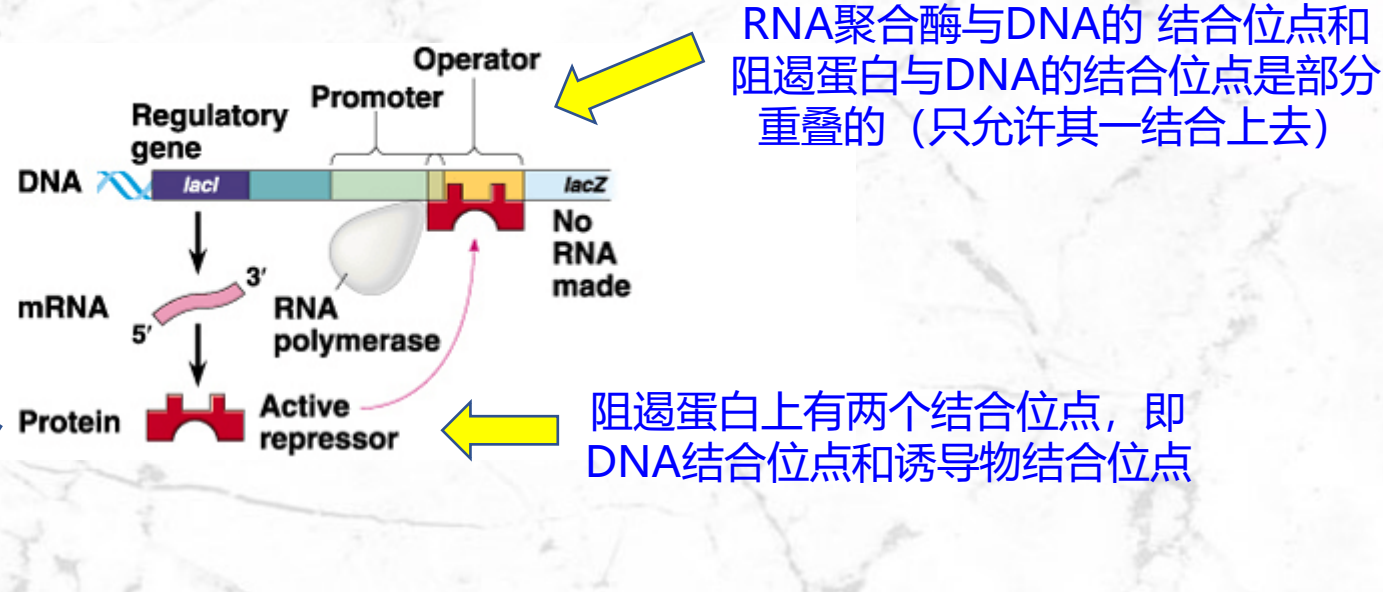 RNA聚合酶与DNA的 结合位点和
阻遏蛋白与DNA的结合位点是部分
重叠的（只允许其一结合上去）
Operator
Promoter
Regulatory
gene
DNA
lacI
lacZ
No
RNA
made
mRNA
3′
5′
RNA
polymerase
Protein
Active
repressor
阻遏蛋白上有两个结合位点，即
DNA结合位点和诱导物结合位点